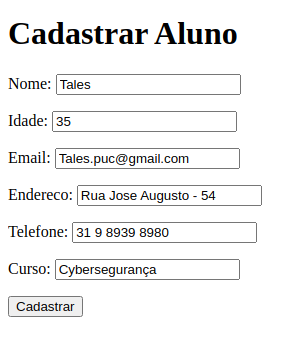 Cadastrar Aluno
Nome: Tales
Idade: 35
Email: Tales.puc@gmail.com
Endereco: Rua Jose Augusto - 54
Telefone: 31 9 8939 8980
Curso: Cybersegurança
Cadastrar